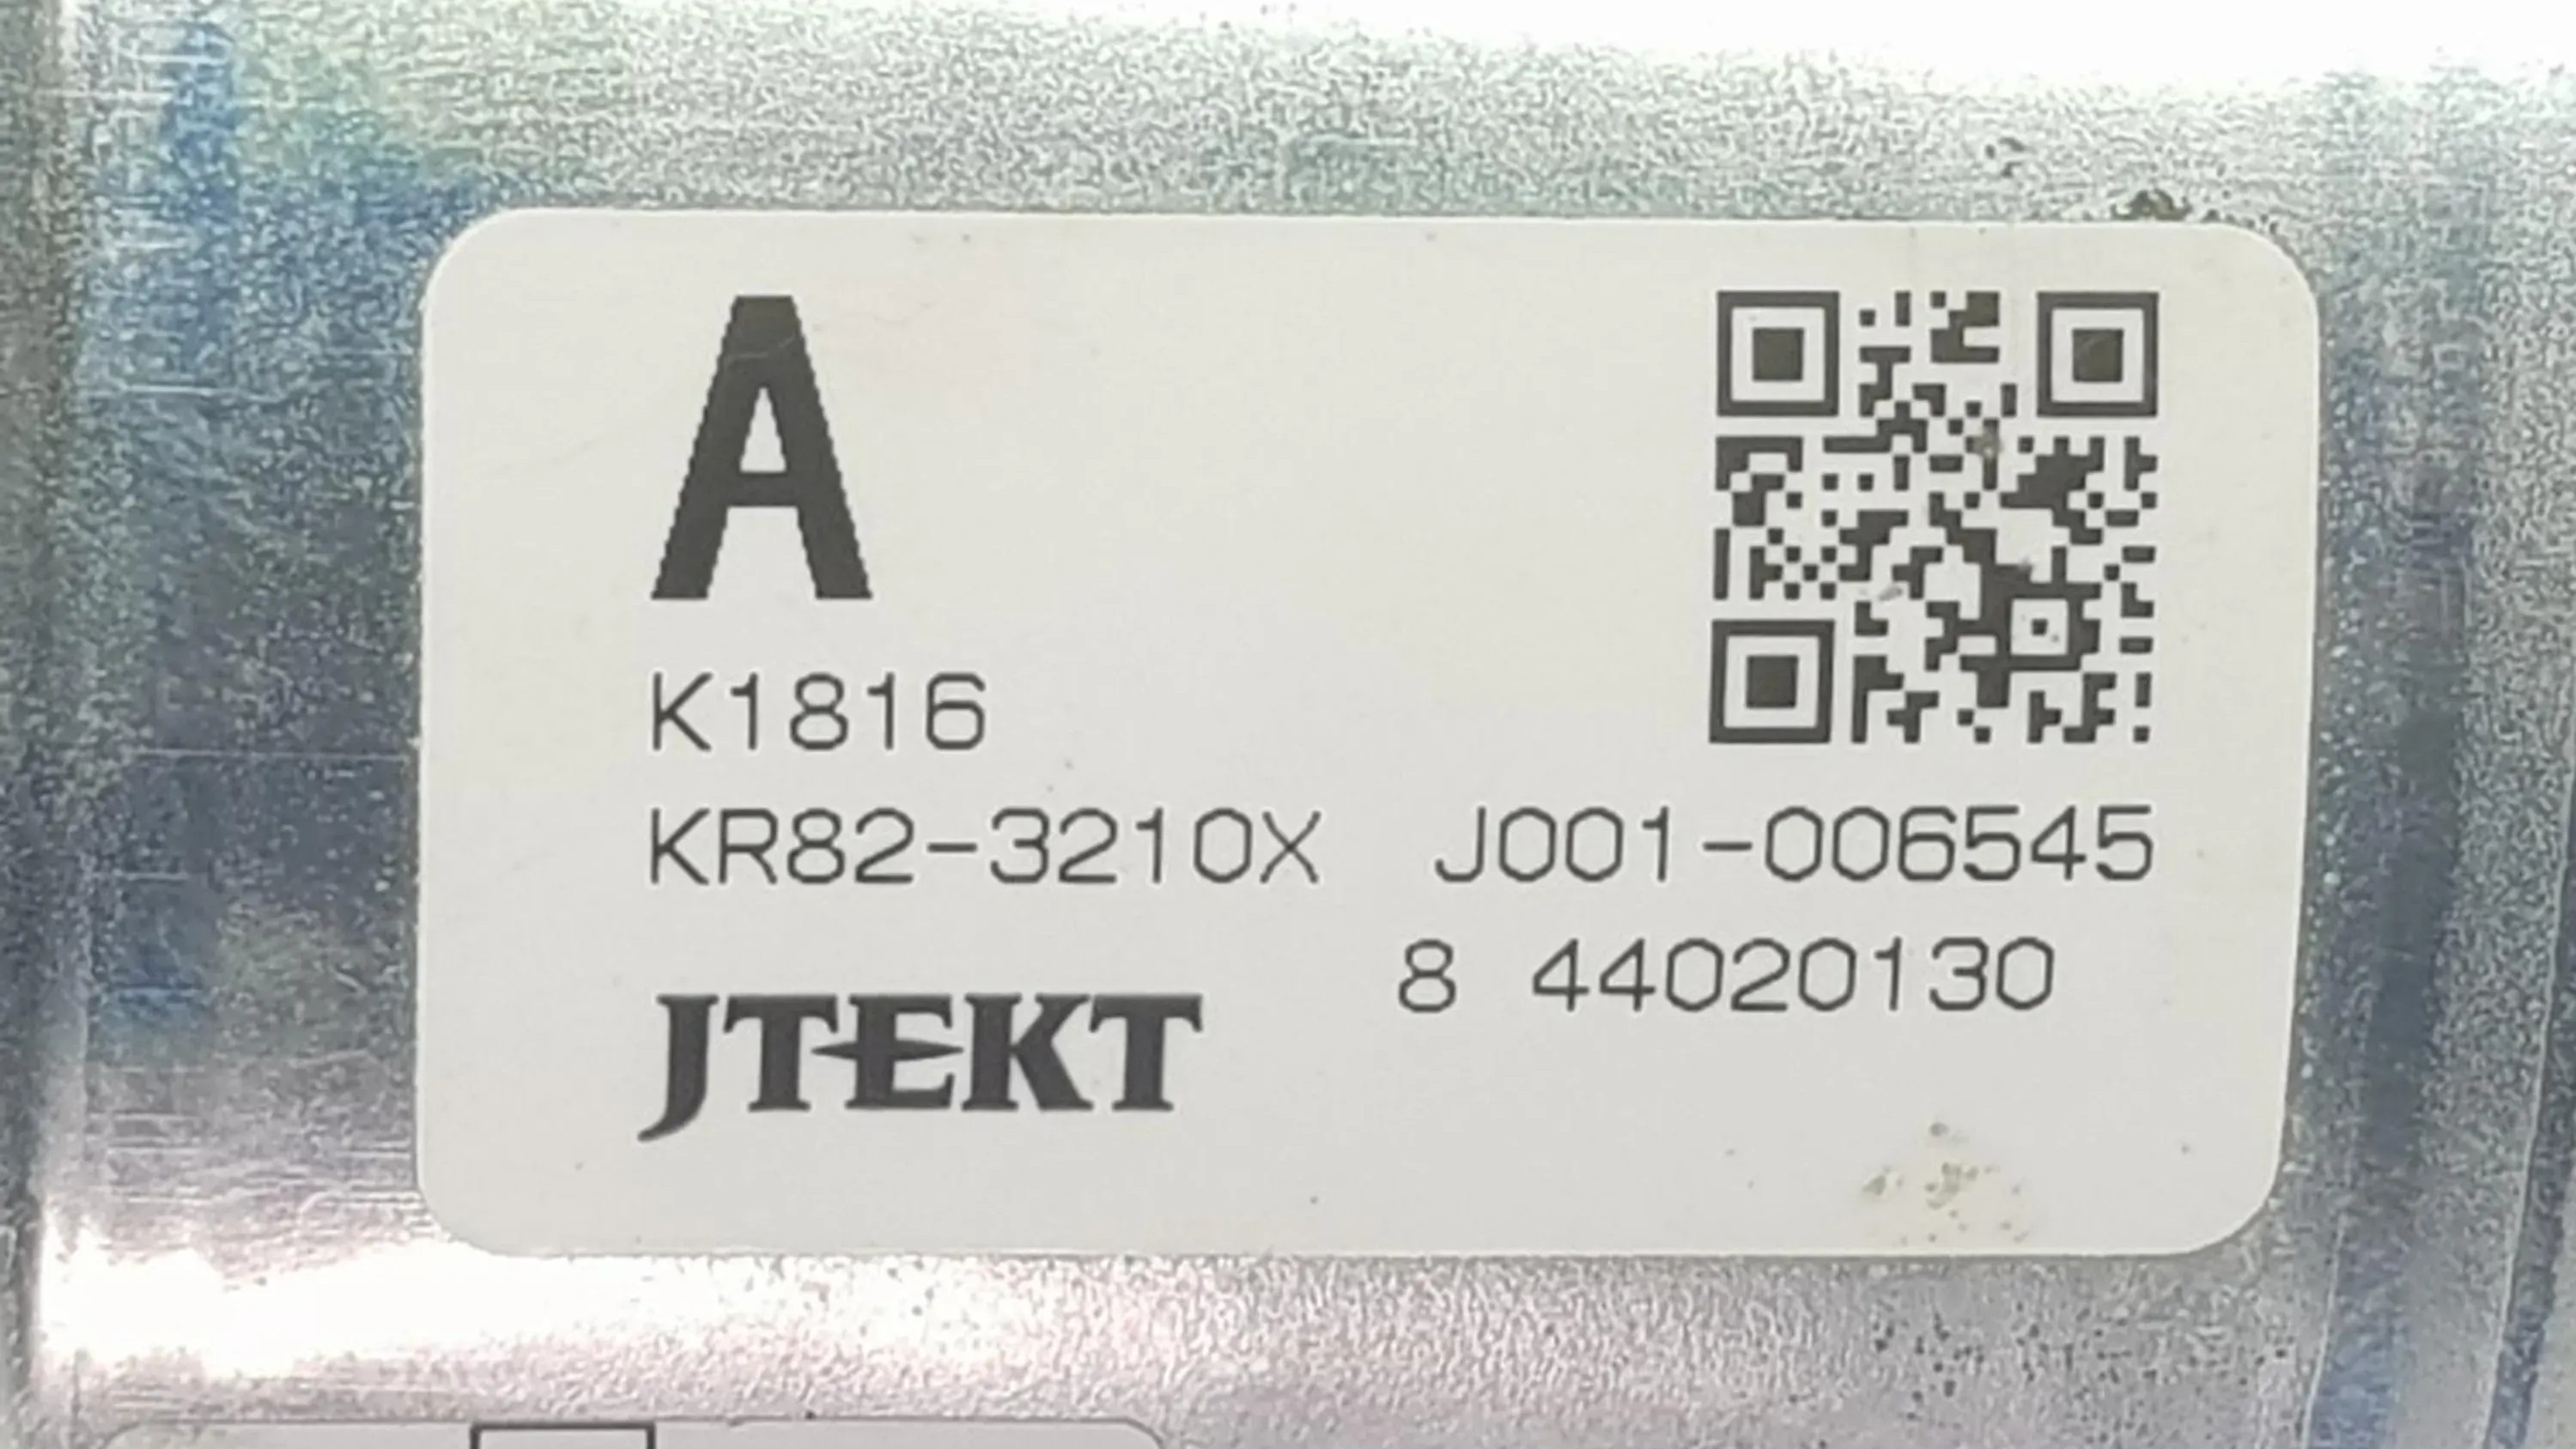 A
K1816
KR82-3210X J001-006545
8 44020130
JTEKT